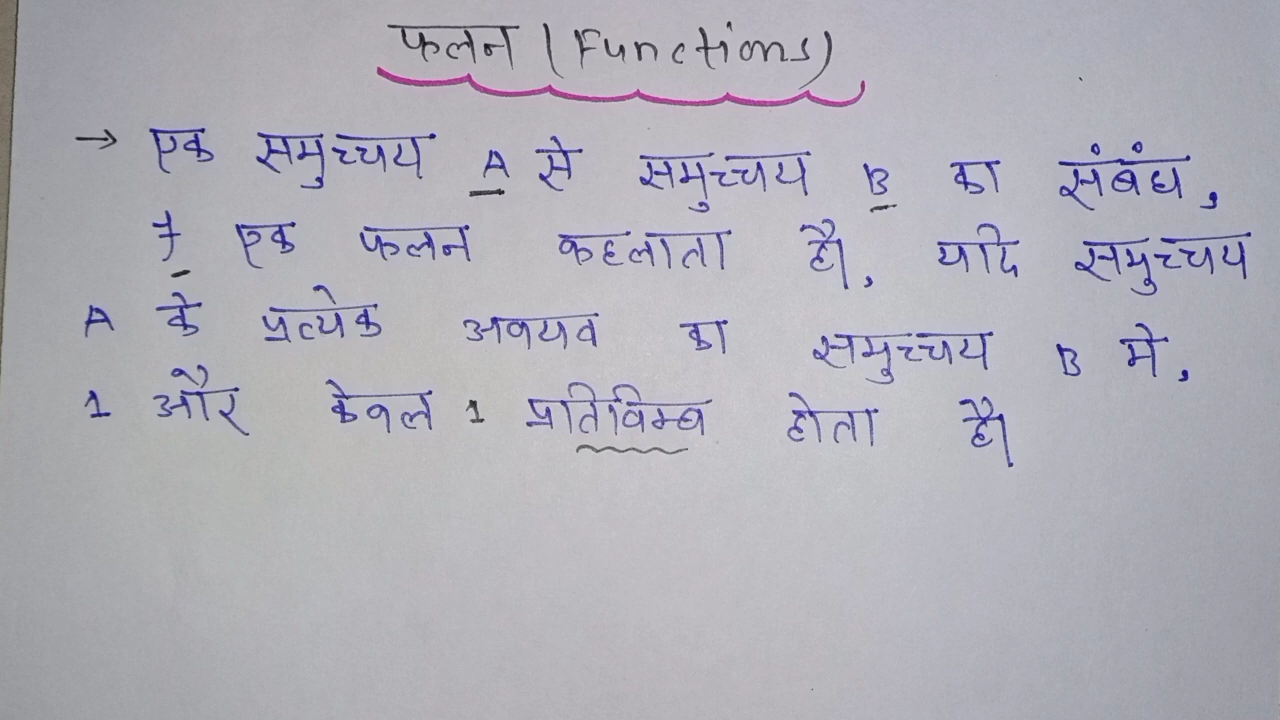 फलन (Functions)
→ एक समुच्चय A से समुच्चय B का संबंध,
f एक फलन कहलाता है।, यदि समुच्चय
A के प्रत्येक अवयव का समुच्चय B मे,
1 और केवल 1 प्रतिविम्ब होता है।